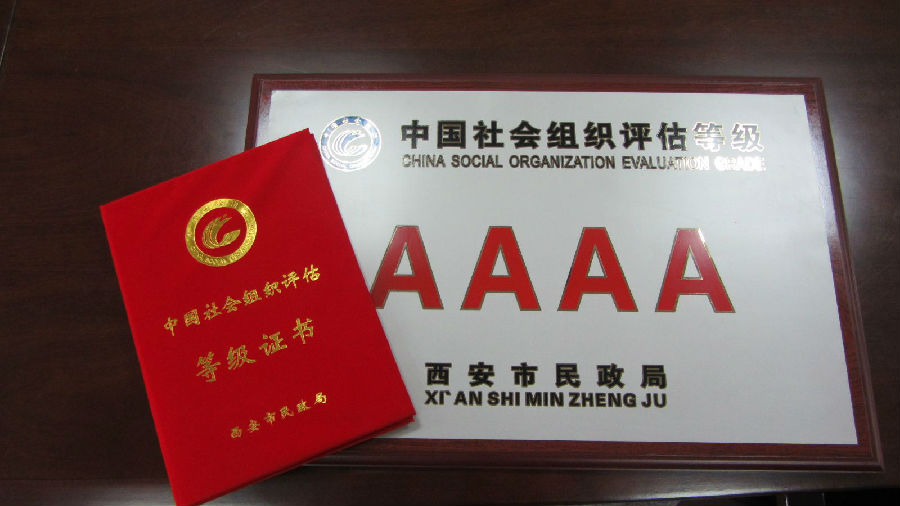 中国社会组织评估等级
CHINA SOCIAL ORGANIZATION EVALUATION GRADE
AAAA
西安市民政局
XI'AN SHI MIN ZHENG JU
中国社会组织评估
等级证书
西安市民政局